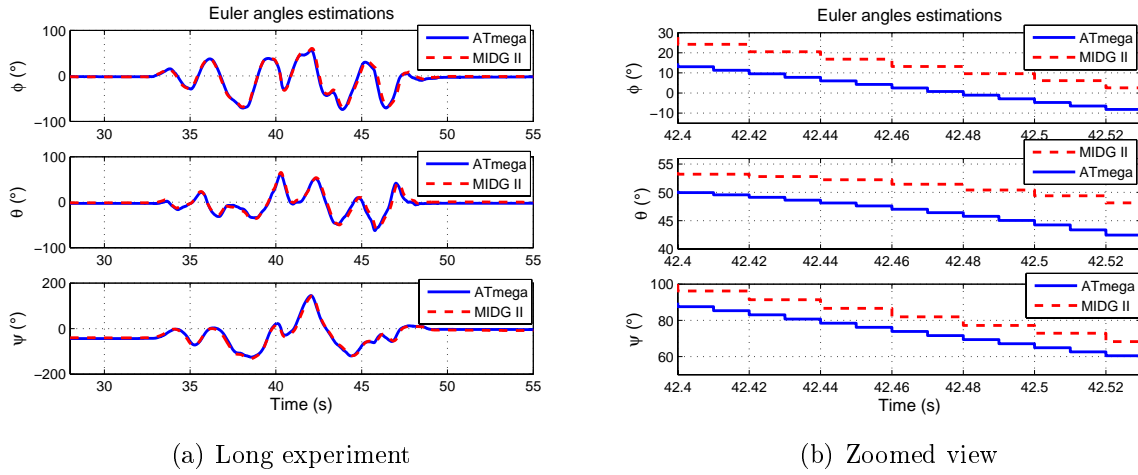 Euler angles estimations
100
0
−100
φ (°)
30
35
40
45
50
55
ATmega
MIDG II
100
0
−100
θ (°)
30
35
40
45
50
55
ATmega
MIDG II
200
0
−200
ψ (°)
30
35
40
45
50
55
ATmega
MIDG II
Time (s)
(a) Long experiment
Euler angles estimations
30
20
10
0
−10
φ (°)
42.4
42.42
42.44
42.46
42.48
42.5
42.52
ATmega
MIDG II
55
50
45
40
θ (°)
42.4
42.42
42.44
42.46
42.48
42.5
42.52
MIDG II
ATmega
100
80
60
ψ (°)
42.4
42.42
42.44
42.46
42.48
42.5
42.52
ATmega
MIDG II
Time (s)
(b) Zoomed view